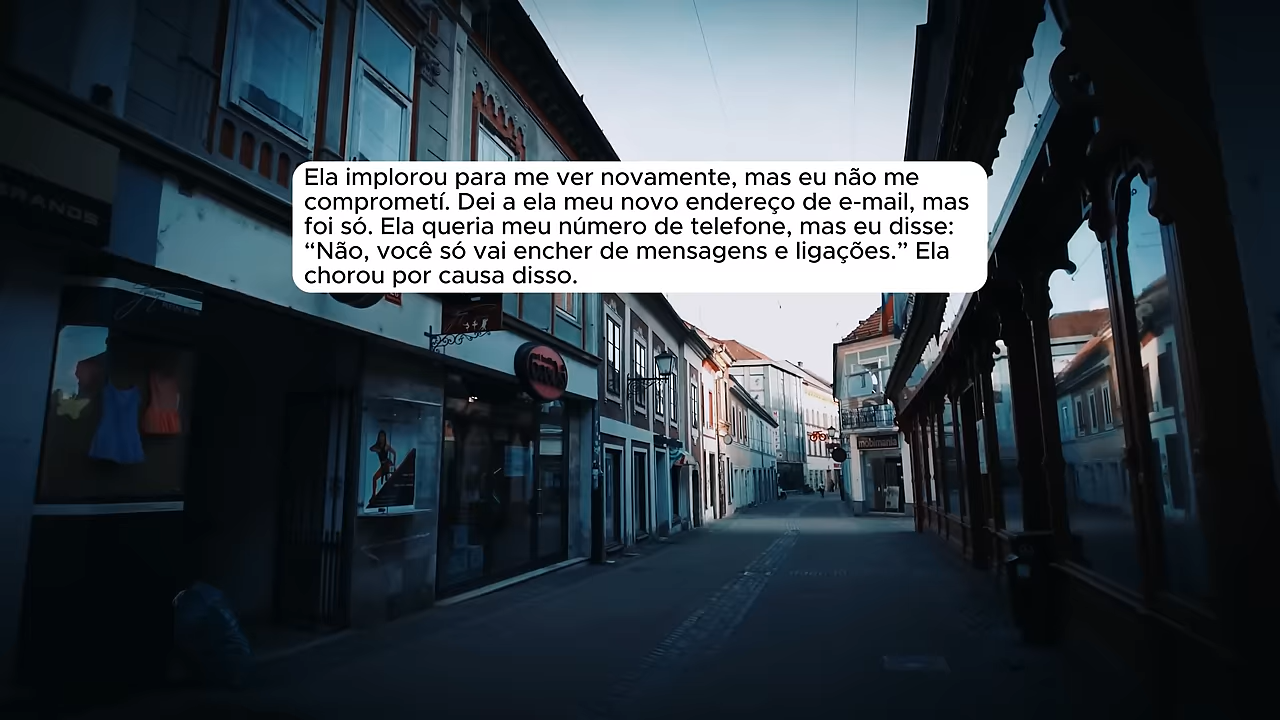 Ela implorou para me ver novamente, mas eu não me
comprometí. Dei a ela meu novo endereço de e-mail, mas
foi só. Ela queria meu número de telefone, mas eu disse:
“Não, você só vai encher de mensagens e ligações.” Ela
chorou por causa disso.
mobimania